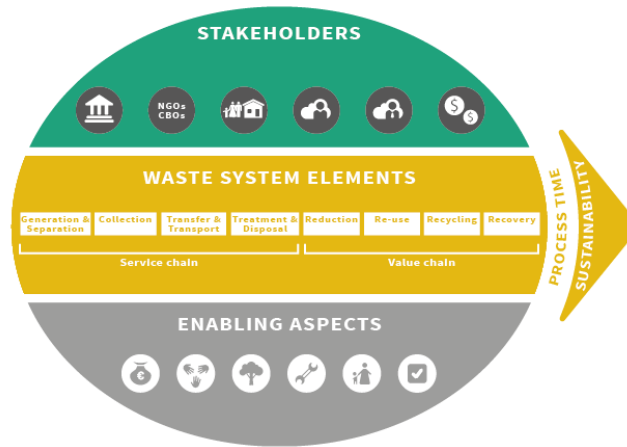 STAKEHOLDERS
NGOs
CBOs
$
$
WASTE SYSTEM ELEMENTS
Generation &
Separation
Collection
Transfer &
Transport
Treatment &
Disposal
Reduction
Re-use
Recycling
Recovery
Service chain
Value chain
PROCESS TIME
SUSTAINABILITY
ENABLING ASPECTS
€